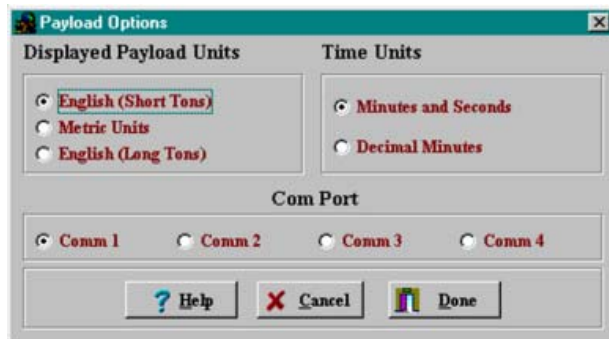 Payload Options
Displayed Payload Units
Time Units
English (Short Tons)
Metric Units
English (Long Tons)
Minutes and Seconds
Decimal Minutes
Com Port
Comm 1 Comm 2 Comm 3 Comm 4
Help Cancel Done